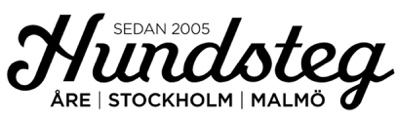 SEDAN 2005
Hundsteg
ÅRE | STOCKHOLM | MALMÖ